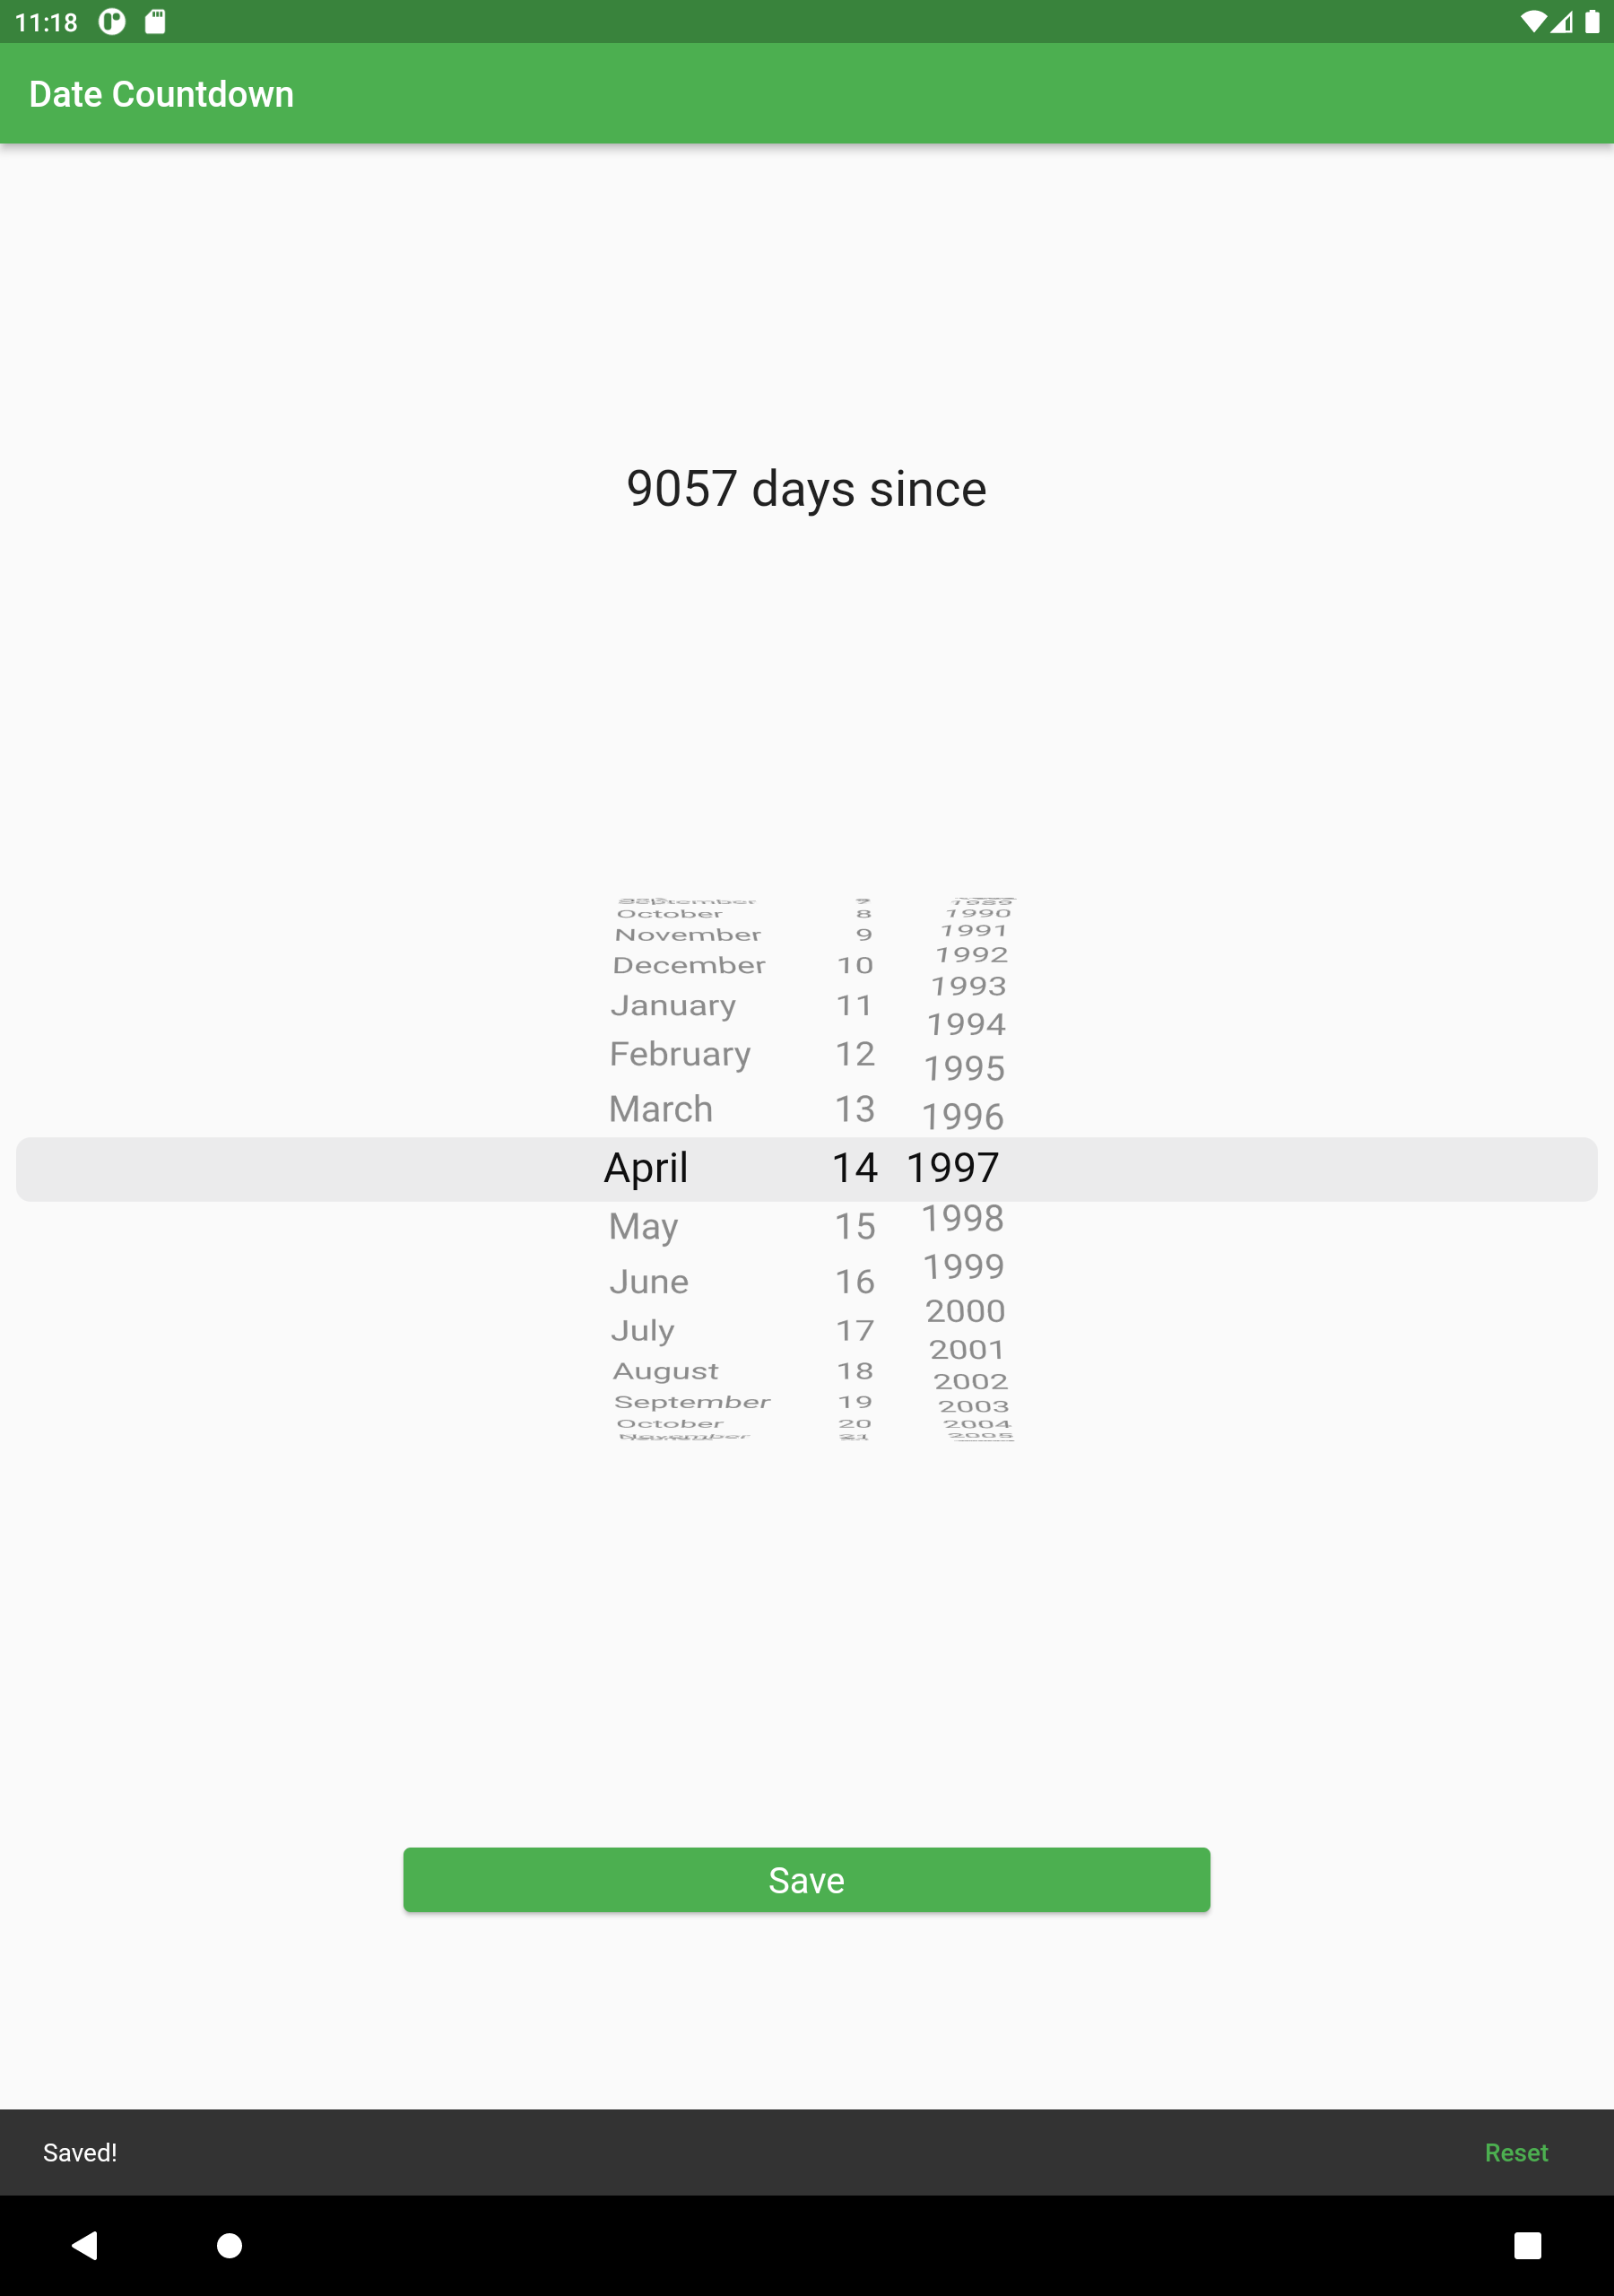 11:18
Date Countdown
9057 days since
September 1989
October 8 1990
November 9 1991
December 10 1992
January 11 1993
February 12 1994
March 13 1995
1996
April 14 1997
May 15 1998
June 16 1999
July 17 2000
August 18 2001
September 19 2002
October 20 2003
November 21 2004
2005
Save
Saved! Reset